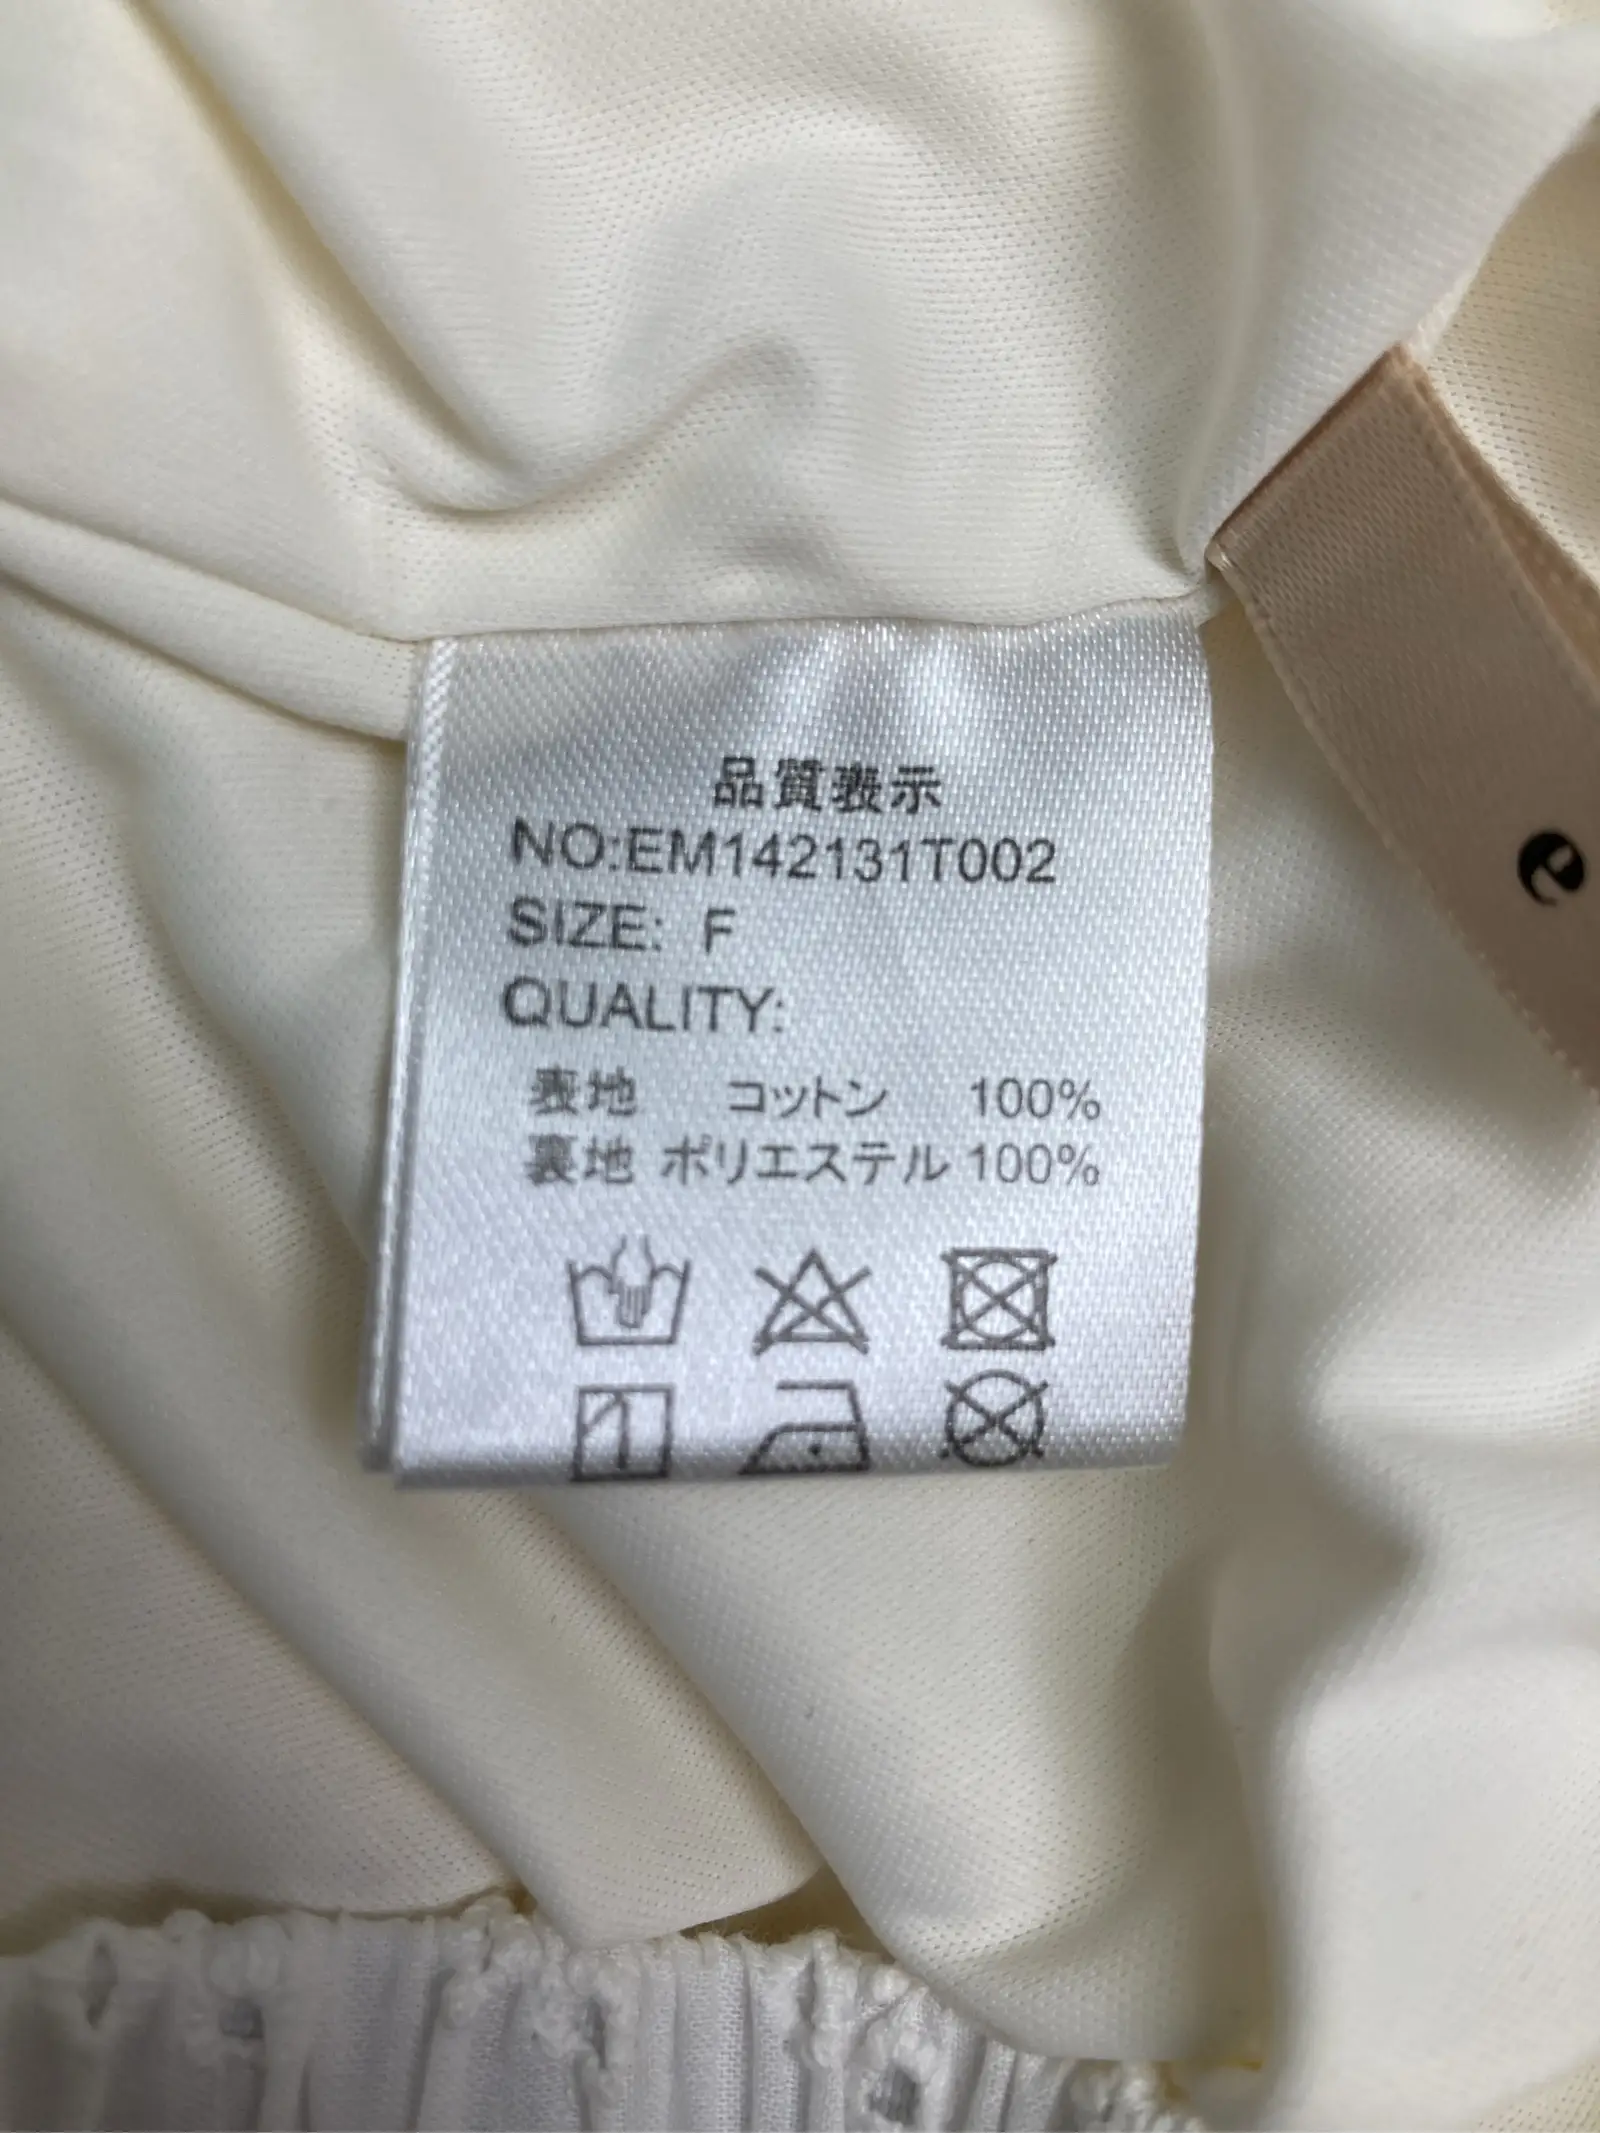 品質表示
NO:EM142131T002
SIZE: F
QUALITY:
表地 コットン 100%
裏地 ポリエステル 100%
e